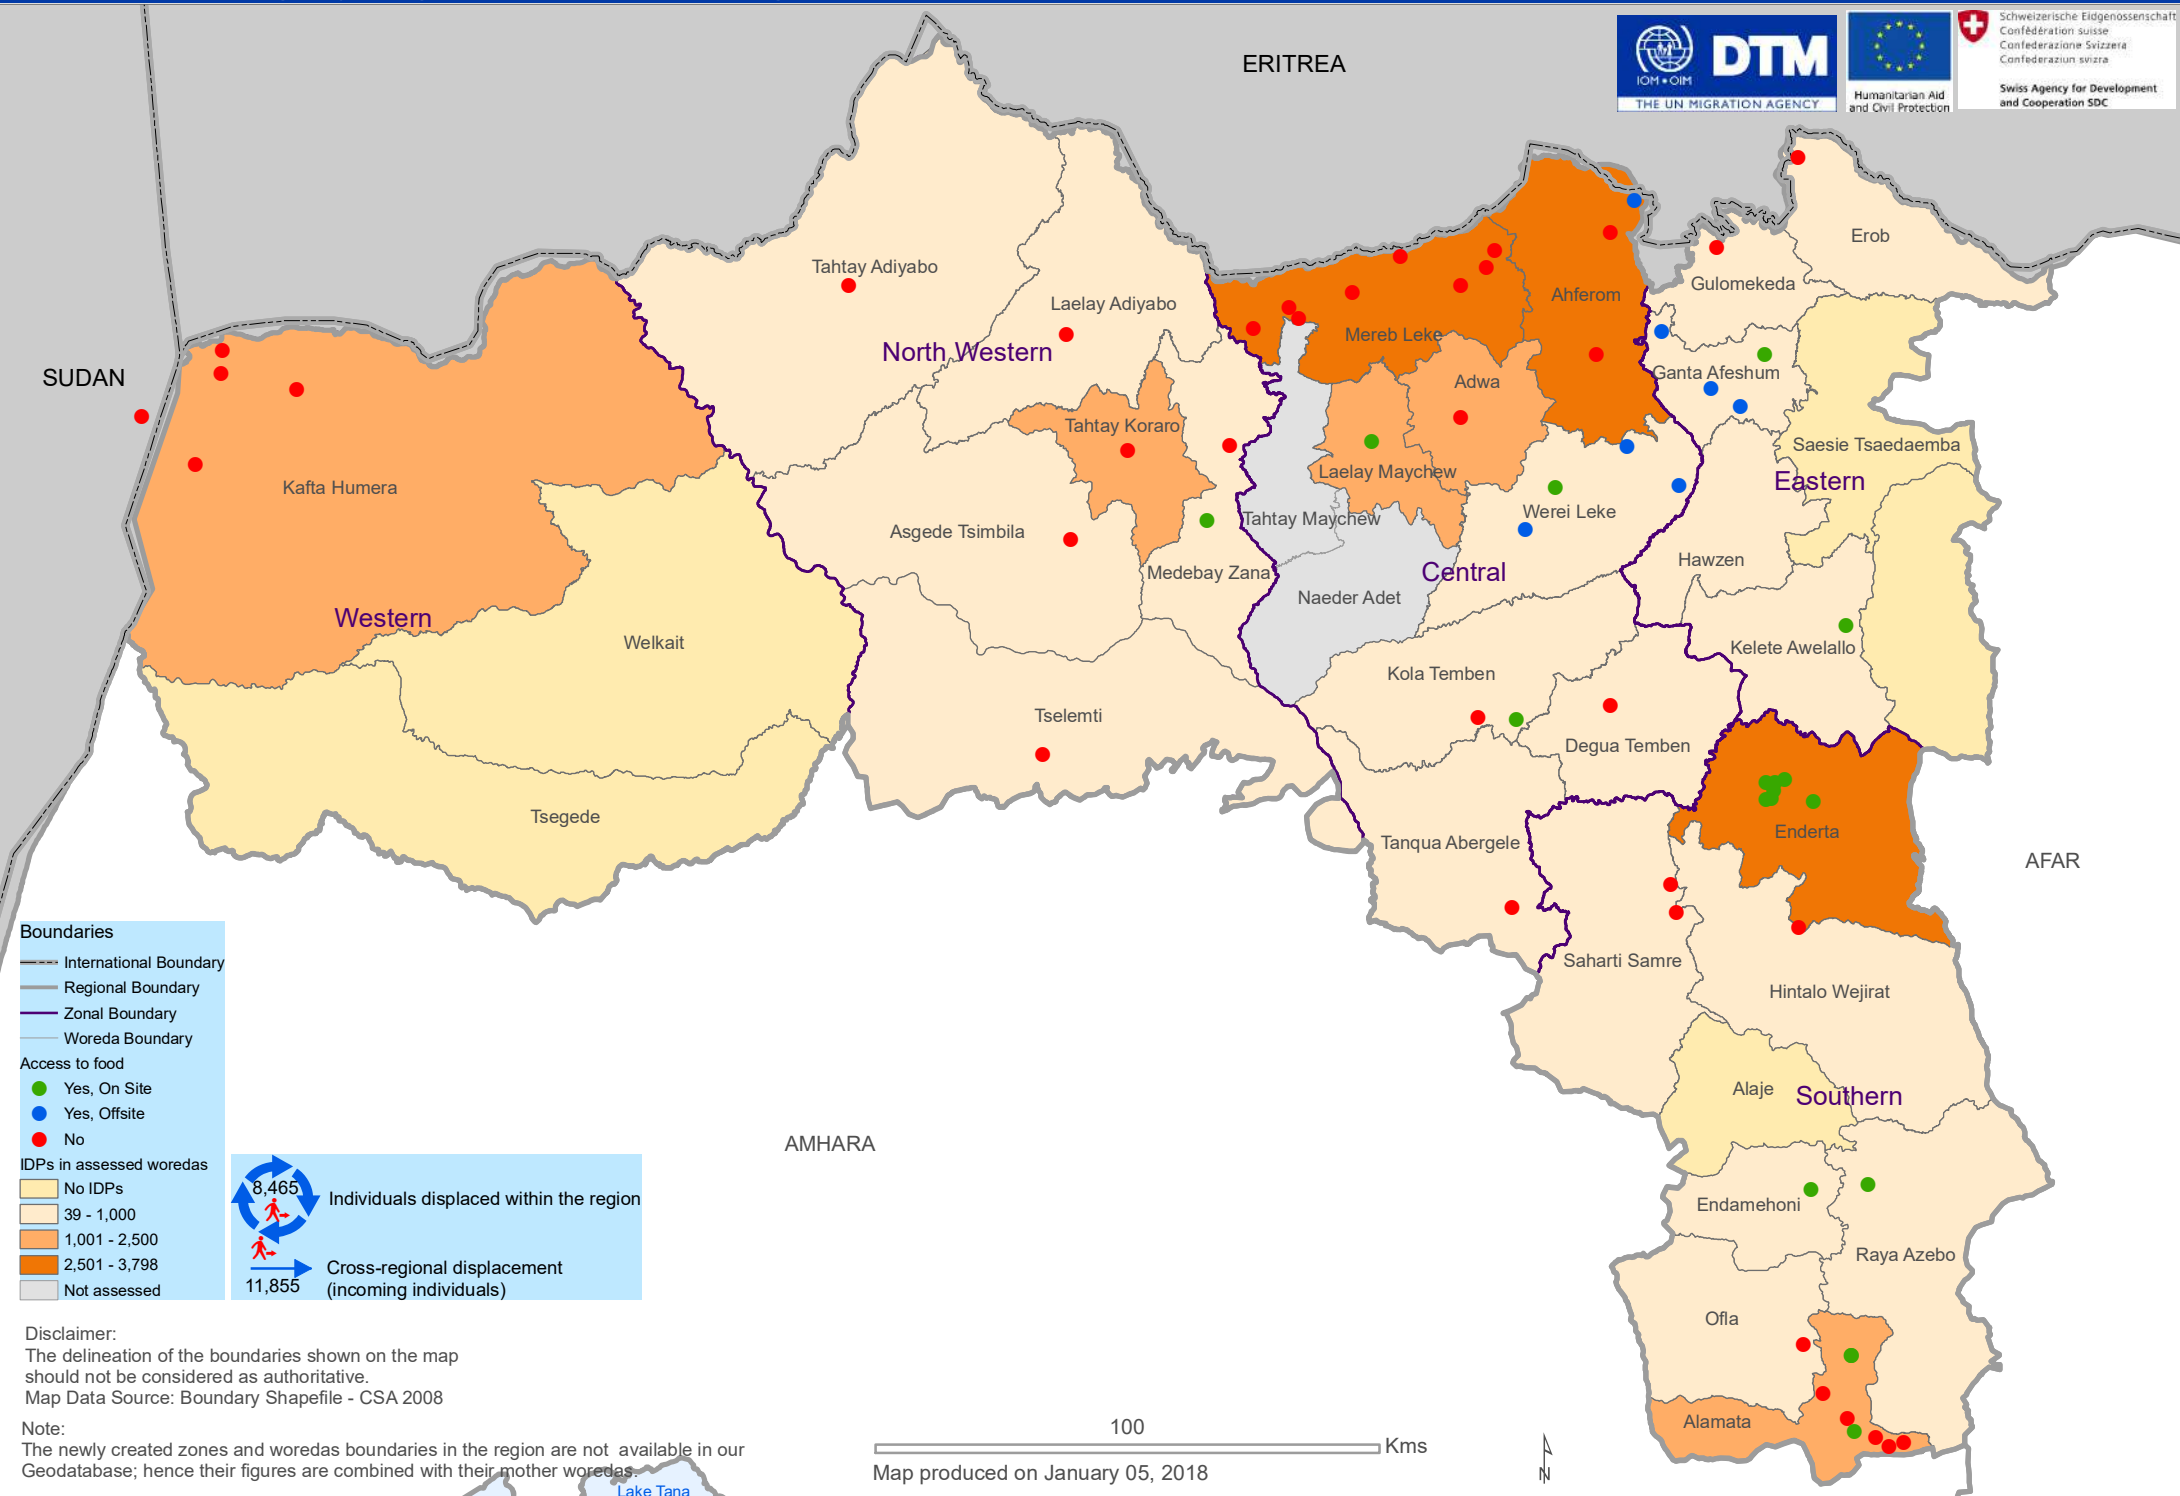 ERITREA
IOM • OIM
DTM
THE UN MIGRATION AGENCY
Humanitarian Aid
and Civil Protection
Schweizerische Eidgenossenschaft
Confédération suisse
Confederazione Svizzera
Confederaziun svizra
Swiss Agency for Development
and Cooperation SDC
Erob
Tahtay Adiyabo
Gulomekeda
Laelay Adiyabo
Ahferom
Mereb Leke
North Western
SUDAN
Ganta Afeshum
Adwa
Tahtay Koraro
Saesie Tsaedaemba
Laelay Maychew
Eastern
Kafta Humera
Werei Leke
Tahtay Maychew
Asgede Tsimbila
Hawzen
Medebay Zana
Central
Naeder Adet
Western
Welkait
Kelete Awelallo
Kola Temben
Tselemti
Degua Temben
Tsegede
Enderta
Tanqua Abergele
AFAR
Saharti Samre
Hintalo Wejirat
Alaje
Southern
AMHARA
Endamehoni
Raya Azebo
Ofla
Alamata
Boundaries
International Boundary
Regional Boundary
Zonal Boundary
Woreda Boundary
Access to food
Yes, On Site
Yes, Offsite
No
IDPs in assessed woredas
No IDPs
39 - 1,000
1,001 - 2,500
2,501 - 3,798
Not assessed
8,465
Individuals displaced within the region
11,855
Cross-regional displacement
(incoming individuals)
Disclaimer:
The delineation of the boundaries shown on the map
should not be considered as authoritative.
Map Data Source: Boundary Shapefile - CSA 2008
Note:
The newly created zones and woredas boundaries in the region are not available in our
Geodatabase; hence their figures are combined with their mother woredas.
Lake Tana
100
Kms
Map produced on January 05, 2018
N